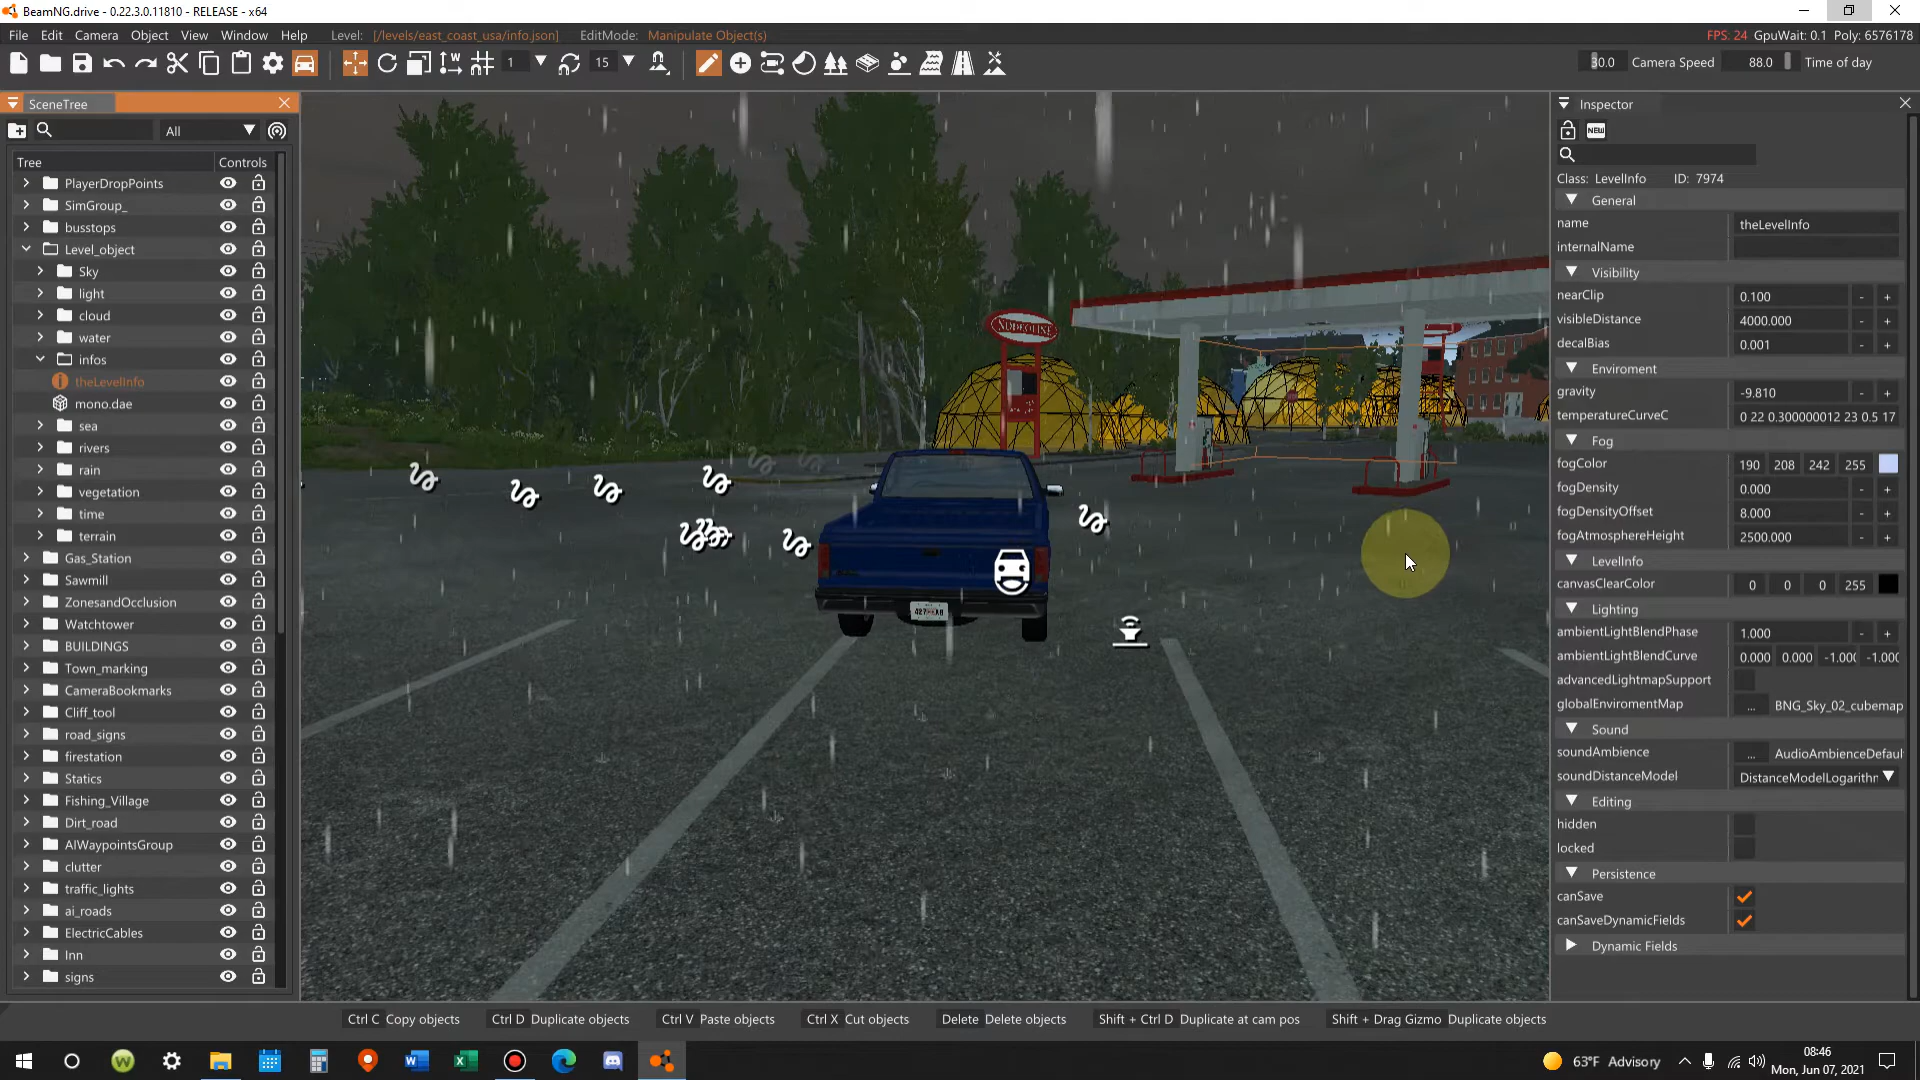 BeamNG.drive - 0.22.3.0.11810 - RELEASE - x64
File Edit Camera Object View Window Help Level: [/levels/east_coast_usa/info.json] EditMode: Manipulate Object(s) FPS: 24 GpuWait: 0.1 Poly: 6576178
1 15 30.0 Camera Speed 88.0 Time of day
SceneTree
All
Tree Controls
PlayerDropPoints
SimGroup_
busstops
Level_object
Sky
light
cloud
water
infos
theLevelInfo
mono.dae
sea
rivers
rain
vegetation
time
terrain
Gas_Station
Sawmill
ZonesandOcclusion
Watchtower
BUILDINGS
Town_marking
CameraBookmarks
Cliff_tool
road_signs
firestation
Statics
Fishing_Village
Dirt_road
AIWaypointsGroup
clutter
traffic_lights
ai_roads
ElectricCables
Inn
signs
NODEOLINE
Inspector
NEW
Class: LevelInfo ID: 7974
General
name theLevelInfo
internalName
Visibility
nearClip 0.100 - +
visibleDistance 4000.000 - +
decalBias 0.001 - +
Enviroment
gravity -9.810 - +
temperatureCurveC 0 22 0.300000012 23 0.5 17
Fog
fogColor 190 208 242 255
fogDensity 0.000 - +
fogDensityOffset 8.000 - +
fogAtmosphereHeight 2500.000 - +
LevelInfo
canvasClearColor 0 0 0 255
Lighting
ambientLightBlendPhase 1.000 - +
ambientLightBlendCurve 0.000 0.000 -1.00( -1.00(
advancedLightmapSupport
globalEnviromentMap ... BNG_Sky_02_cubemap
Sound
soundAmbience ... AudioAmbienceDefaul
soundDistanceModel DistanceModelLogarithr
Editing
hidden
locked
Persistence
canSave
canSaveDynamicFields
Dynamic Fields
Ctrl C Copy objects Ctrl D Duplicate objects Ctrl V Paste objects Ctrl X Cut objects Delete Delete objects Shift + Ctrl D Duplicate at cam pos Shift + Drag Gizmo Duplicate objects
63°F Advisory
08:46
Mon, Jun 07, 2021